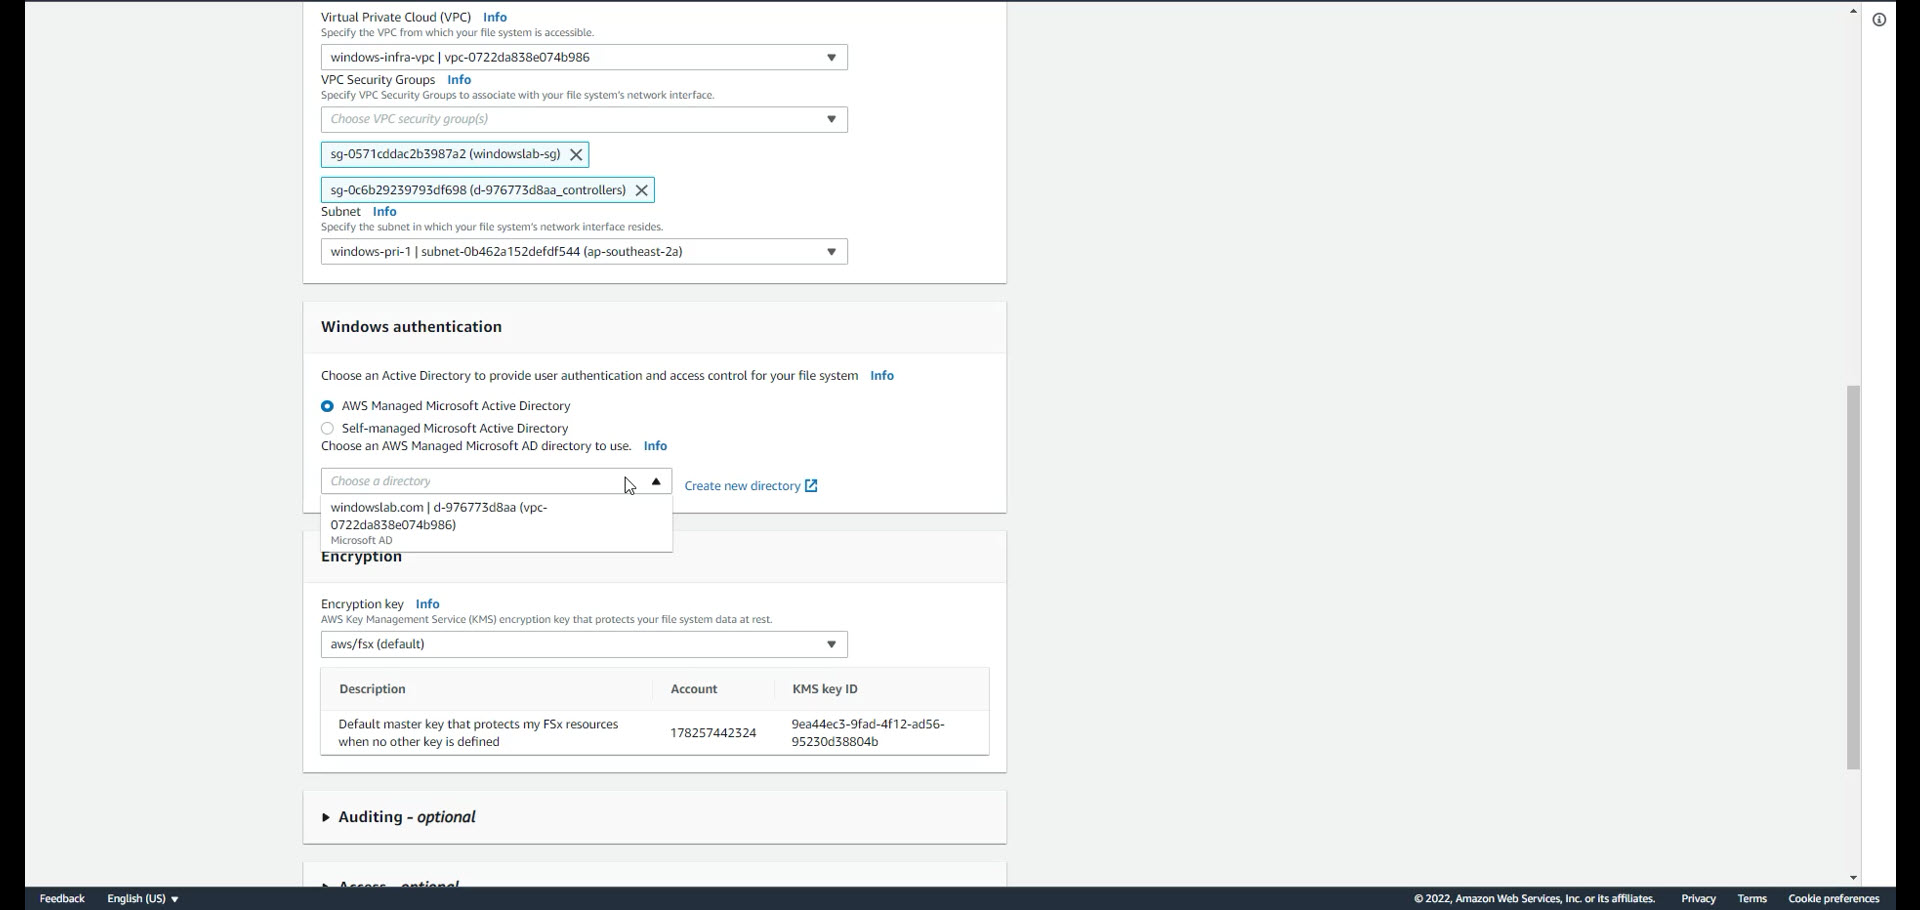 Virtual Private Cloud (VPC) Info
Specify the VPC from which your file system is accessible.
windows-infra-vpc | vpc-0722da838e074b986
VPC Security Groups Info
Specify VPC Security Groups to associate with your file system's network interface.
Choose VPC security group(s)
sg-0571cddac2b3987a2 (windowslab-sg)
sg-0c6b29239793df698 (d-976773d8aa_controllers)
Subnet Info
Specify the subnet in which your file system's network interface resides.
windows-pri-1 | subnet-0b462a152defdf544 (ap-southeast-2a)
Windows authentication
Choose an Active Directory to provide user authentication and access control for your file system Info
AWS Managed Microsoft Active Directory
Self-managed Microsoft Active Directory
Choose an AWS Managed Microsoft AD directory to use. Info
Choose a directory
Create new directory
windowslab.com | d-976773d8aa (vpc-
0722da838e074b986)
Microsoft AD
Encryption
Encryption key Info
AWS Key Management Service (KMS) encryption key that protects your file system data at rest.
aws/fsx (default)
Description Account KMS key ID
Default master key that protects my FSx resources
when no other key is defined
178257442324
9ea44ec3-9fad-4f12-ad56-
95230d38804b
Auditing - optional
Access - optional
Feedback English (US) © 2022, Amazon Web Services, Inc. or its affiliates. Privacy Terms Cookie preferences